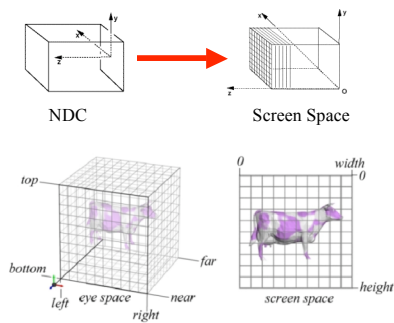 y
x
z
NDC
y
x
z
O
Screen Space
top
bottom
left
eye space
right
near
far
0
width
0
height
screen space